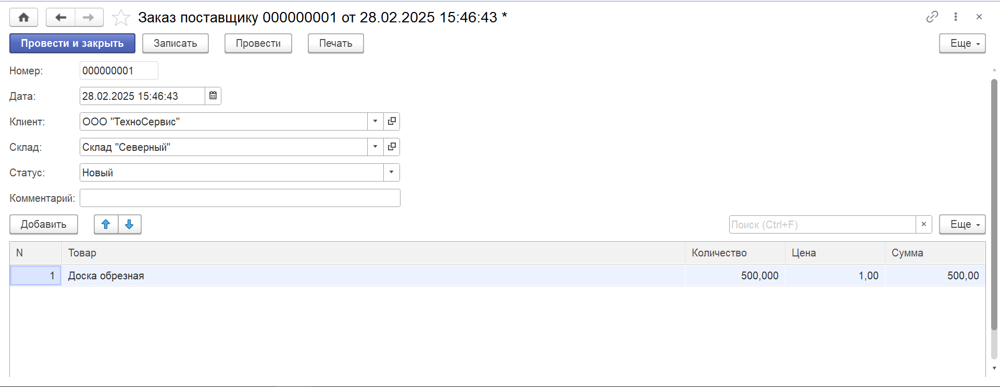 Заказ поставщику 000000001 от 28.02.2025 15:46:43 *
Провести и закрыть Записать Провести Печать Еще
Номер: 000000001
Дата: 28.02.2025 15:46:43
Клиент: ООО "ТехноСервис"
Склад: Склад "Северный"
Статус: Новый
Комментарий:
Добавить Поиск (Ctrl+F) × Еще
N Товар Количество Цена Сумма
1 Доска обрезная 500,000 1,00 500,00